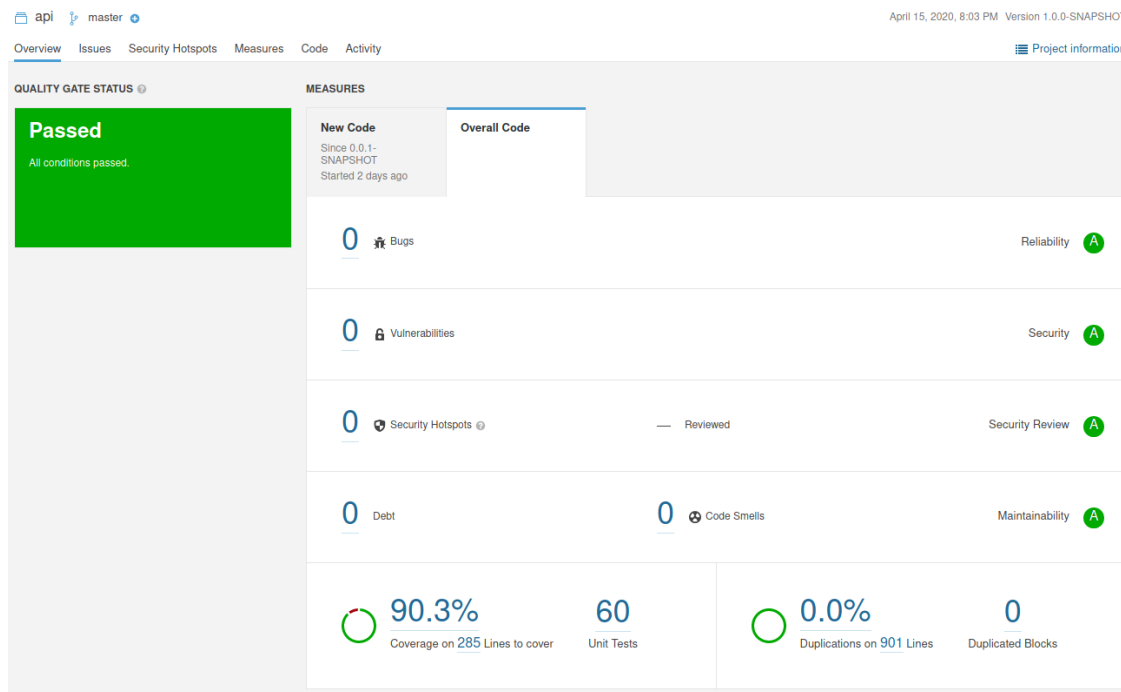 api master
April 15, 2020, 8:03 PM Version 1.0.0-SNAPSHOT
Overview Issues Security Hotspots Measures Code Activity
Project information
QUALITY GATE STATUS ?
MEASURES
Passed
All conditions passed.
New Code
Since 0.0.1-
SNAPSHOT
Started 2 days ago
Overall Code
0 Bugs Reliability A
0 Vulnerabilities Security A
0 Security Hotspots ? — Reviewed Security Review A
0 Debt 0 Code Smells Maintainability A
90.3%
Coverage on 285 Lines to cover
60
Unit Tests
0.0%
Duplications on 901 Lines
0
Duplicated Blocks